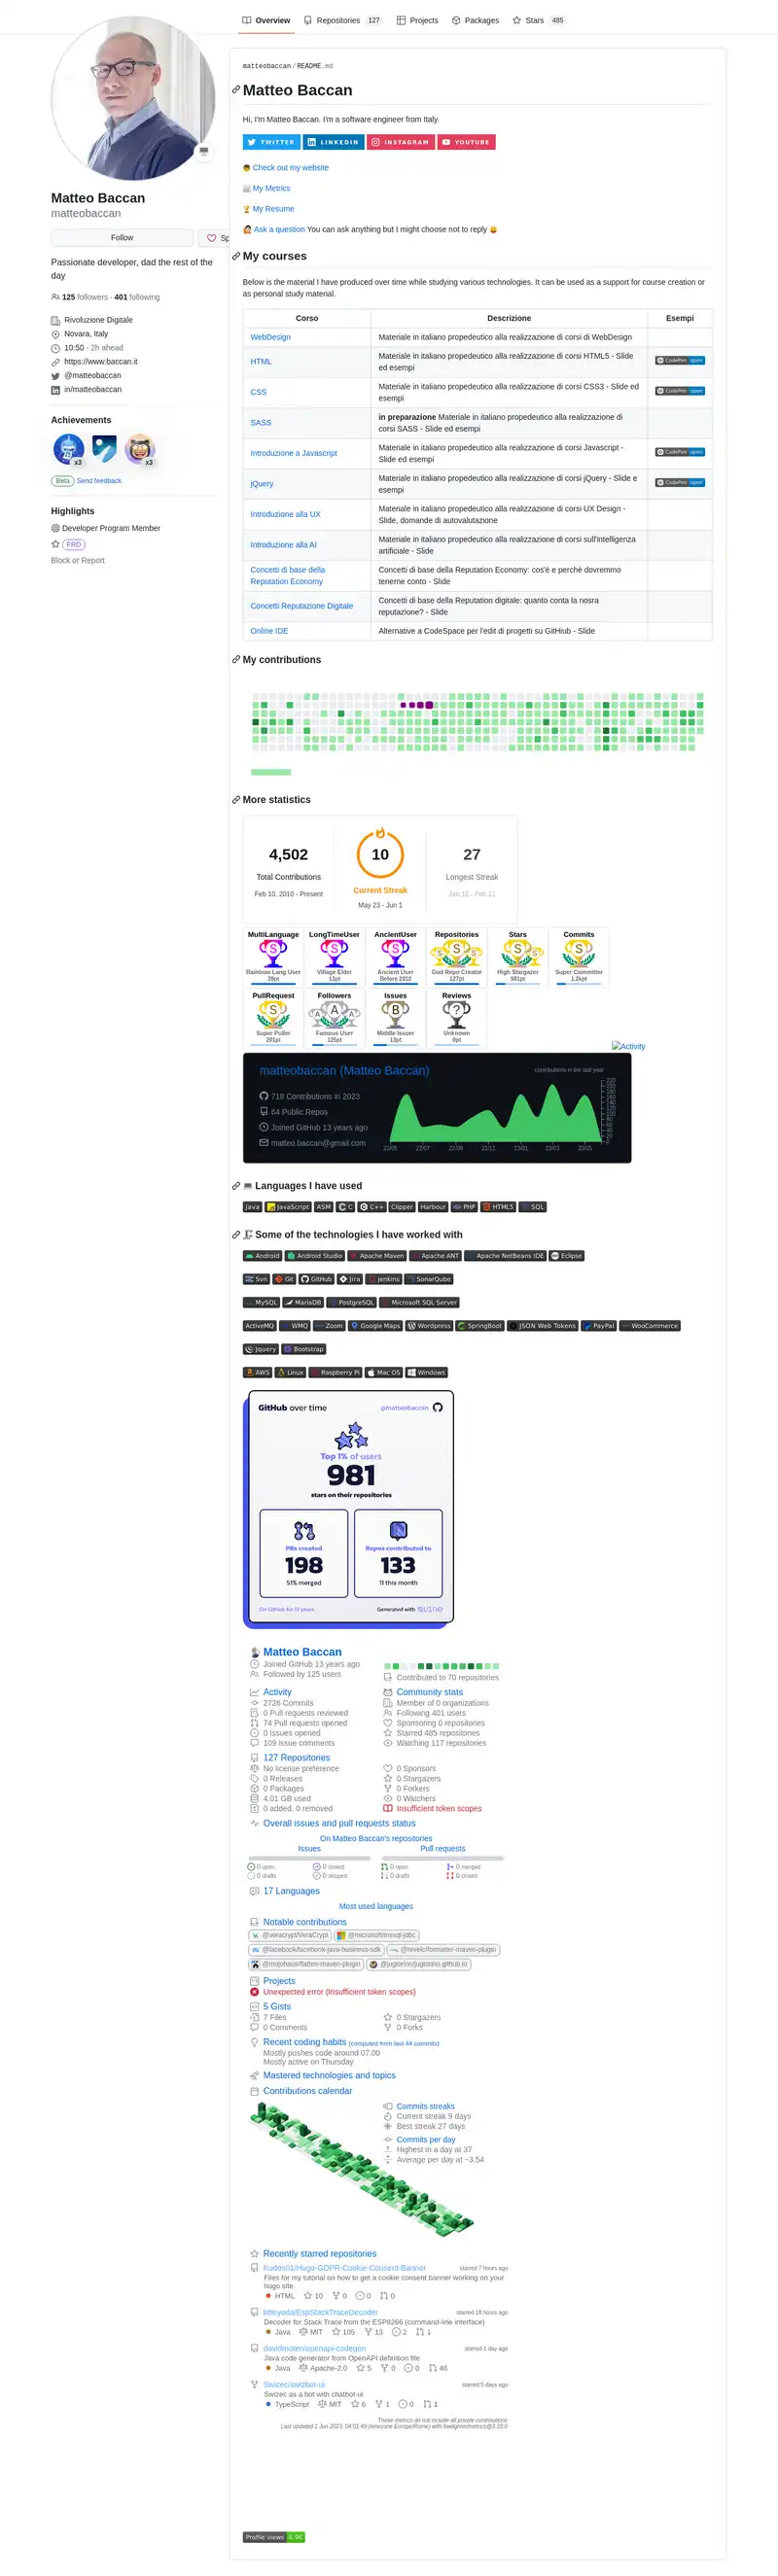 Overview
Repositories 127
Projects
Packages
Stars 485
Matteo Baccan
matteobaccan
Follow
Sp
Passionate developer, dad the rest of the
day
125 followers · 401 following
Rivoluzione Digitale
Novara, Italy
10:50 - 2h ahead
https://www.baccan.it
@matteobaccan
in/matteobaccan
Achievements
x3
x3
Beta Send feedback
Highlights
Developer Program Member
PRO
Block or Report
matteobaccan/README.md
Matteo Baccan
Hi, I'm Matteo Baccan. I'm a software engineer from Italy.
TWITTER LINKEDIN INSTAGRAM YOUTUBE
Check out my website
My Metrics
My Resume
Ask a question You can ask anything but I might choose not to reply
My courses
Below is the material I have produced over time while studying various technologies. It can be used as a support for course creation or
as personal study material.
Corso Descrizione Esempi
WebDesign Materiale in italiano propedeutico alla realizzazione di corsi di WebDesign
HTML Materiale in italiano propedeutico alla realizzazione di corsi HTML5 - Slide
ed esempi CodePen open
CSS Materiale in italiano propedeutico alla realizzazione di corsi CSS3 - Slide ed
esempi CodePen open
SASS in preparazione Materiale in italiano propedeutico alla realizzazione di
corsi SASS - Slide ed esempi
Introduzione a Javascript Materiale in italiano propedeutico alla realizzazione di corsi Javascript -
Slide ed esempi CodePen open
jQuery Materiale in italiano propedeutico alla realizzazione di corsi jQuery - Slide e
esempi CodePen open
Introduzione alla UX Materiale in italiano propedeutico alla realizzazione di corsi UX Design -
Slide, domande di autovalutazione
Introduzione alla AI Materiale in italiano propedeutico alla realizzazione di corsi sull'intelligenza
artificiale - Slide
Concetti di base della Concetti di base della Reputation Economy: cos'è e perchè dovremmo
Reputation Economy tenerne conto - Slide
Concetti Reputazione Digitale Concetti di base della Reputation digitale: quanto conta la nosra
reputazione? - Slide
Online IDE Alternative a CodeSpace per l'edit di progetti su GitHiub - Slide
My contributions
More statistics
4,502 10 27
Total Contributions Current Streak Longest Streak
Feb 10, 2010 - Present May 23 - Jun 1 Jan 16 - Feb 11
MultiLanguage LongTimeUser AncientUser Repositories Stars Commits
S S S S S S S S S S
Rainbow Lang User Village Elder Ancient User God Repo Creator High Stargazer Super Committer
39pt 13pt Before 2010 127pt 981pt 1.2kpt
PullRequest Followers Issues Reviews
S A A A B ?
Super Puller Famous User Middle Issuer Unknown
201pt 125pt 13pt 0pt
Activity
matteobaccan (Matteo Baccan)
contributions in the last year
718 Contributions in 2023
64 Public Repos
Joined GitHub 13 years ago
matteo.baccan@gmail.com
22/05 22/07 22/09 22/11 23/01 23/03 23/05
Languages I have used
Java JavaScript ASM C C++ Clipper Harbour PHP HTML5 SQL
Some of the technologies I have worked with
Android Android Studio Apache Maven Apache ANT Apache NetBeans IDE Eclipse
Svn Git GitHub Jira jenkins SonarQube
MySQL MariaDB PostgreSQL Microsoft SQL Server
ActiveMQ WMQ Zoom Google Maps Wordpress SpringBoot JSON Web Tokens PayPal WooCommerce
Jquery Bootstrap
AWS Linux Raspberry Pi Mac OS Windows
GitHub over time @matteobaccan
Top 1% of users
981
stars on their repositories
PRs created Repos contributed to
198 133
51% merged 11 this month
On GitHub for 13 years Generated with quine
Matteo Baccan
Joined GitHub 13 years ago
Followed by 125 users Contributed to 70 repositories
Activity Community stats
2726 Commits Member of 0 organizations
0 Pull requests reviewed Following 401 users
74 Pull requests opened Sponsoring 0 repositories
0 Issues opened Starred 485 repositories
109 issue comments Watching 117 repositories
127 Repositories
No license preference 0 Sponsors
0 Releases 0 Stargazers
0 Packages 0 Forkers
4.01 GB used 0 Watchers
0 added, 0 removed Insufficient token scopes
Overall issues and pull requests status
On Matteo Baccan's repositories
Issues Pull requests
0 open 0 closed 0 open 0 merged
0 drafts 0 skipped 0 drafts 0 closed
17 Languages
Most used languages
Notable contributions
@veracrypt/VeraCrypt @microsoft/mssql-jdbc
@facebook/facebook-java-business-sdk @revelc/formatter-maven-plugin
@mojohaus/flatten-maven-plugin @jugtorino/jugtorino.github.io
Projects
Unexpected error (Insufficient token scopes)
5 Gists
7 Files 0 Stargazers
0 Comments 0 Forks
Recent coding habits (computed from last 44 commits)
Mostly pushes code around 07.00
Mostly active on Thursday
Mastered technologies and topics
Contributions calendar
Commits streaks
Current streak 9 days
Best streak 27 days
Commits per day
Highest in a day at 37
Average per day at ~3.54
Recently starred repositories
Kudos01/Hugo-GDPR-Cookie-Consent-Banner starred 7 hours ago
Files for my tutorial on how to get a cookie consent banner working on your
hugo site.
HTML 10 0 0 0
littleyoda/EspStackTraceDecoder starred 18 hours ago
Decoder for Stack Trace from the ESP8266 (command-line interface)
Java MIT 105 13 2 1
davidmoten/openapi-codegen starred 1 day ago
Java code generator from OpenAPI definition file
Java Apache-2.0 5 0 0 46
Swizec/swizbot-ui starred 5 days ago
Swizec as a bot with chatbot-ui
TypeScript MIT 6 1 0 1
These metrics do not include all private contributions
Last updated 1 Jun 2023, 04:01:49 (timezone Europe/Rome) with lowlighter/metrics@3.33.0
Profile views 6.9K